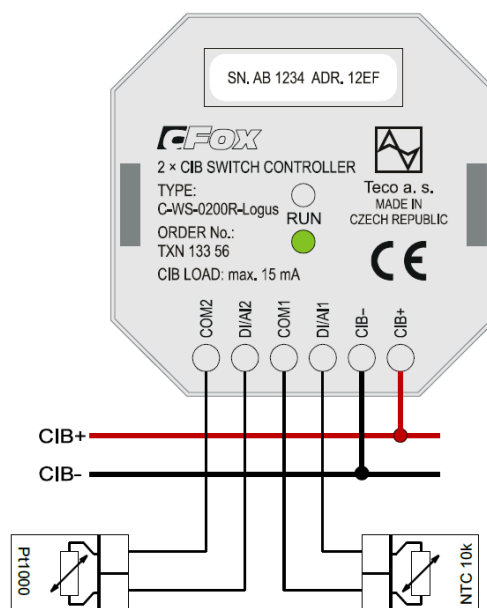 SN. AB 1234 ADR. 12EF
cFox
2 × CIB SWITCH CONTROLLER
TYPE:
C-WS-0200R-Logus
RUN
ORDER No.:
TXN 133 56
CIB LOAD: max. 15 mA
Teco a. s.
MADE IN
CZECH REPUBLIC
CE
COM2
DI/AI2
COM1
DI/AI1
CIB-
CIB+
CIB+
CIB-
Pt1000
NTC 10k